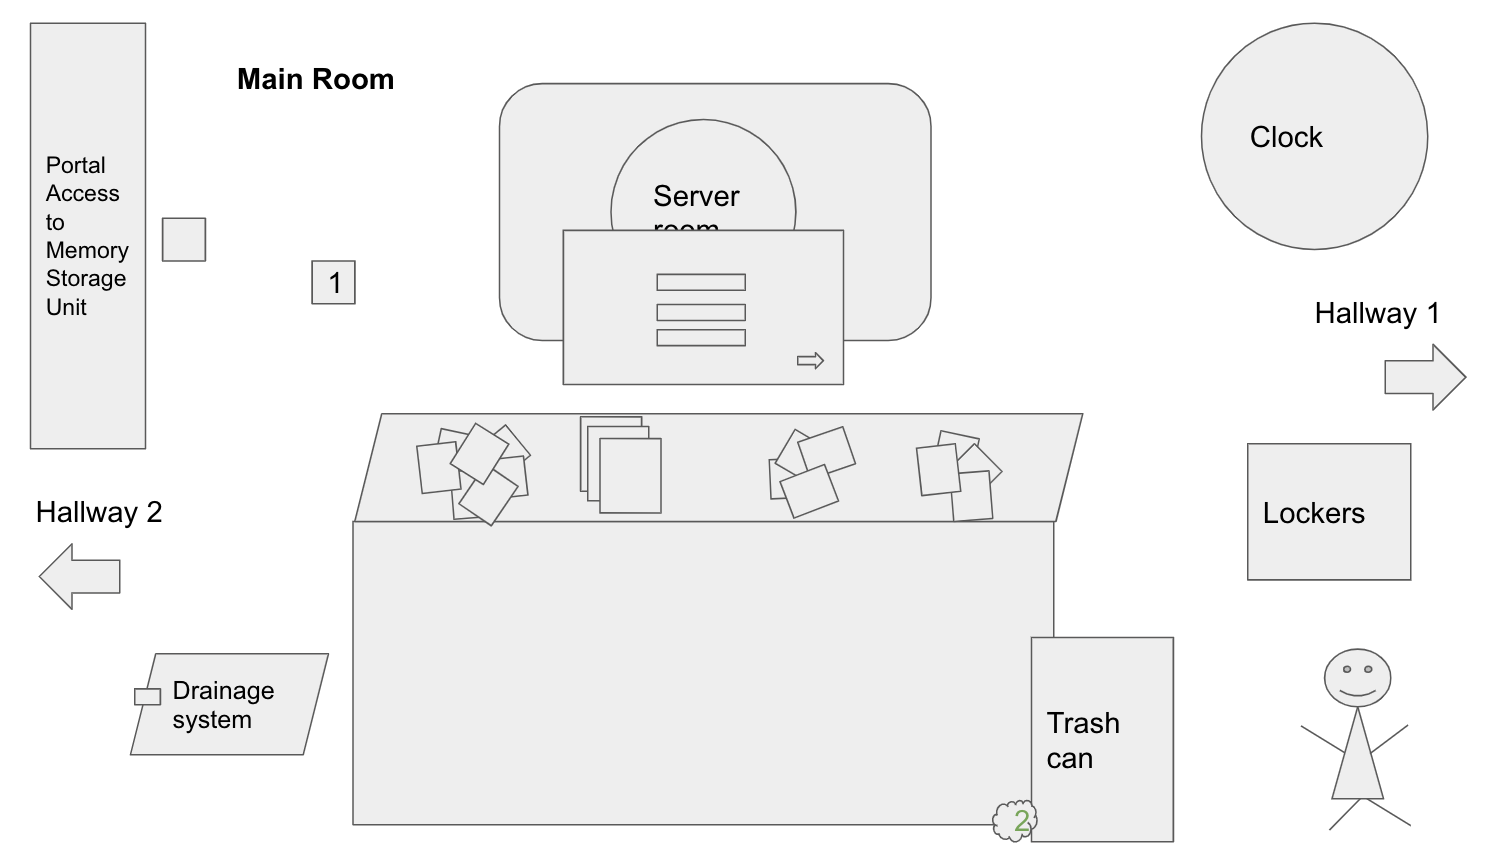 Main Room
Portal
Access
to
Memory
Storage
Unit
1
Server
room
Clock
Hallway 1
Hallway 2
Lockers
Drainage
system
Trash
can
2